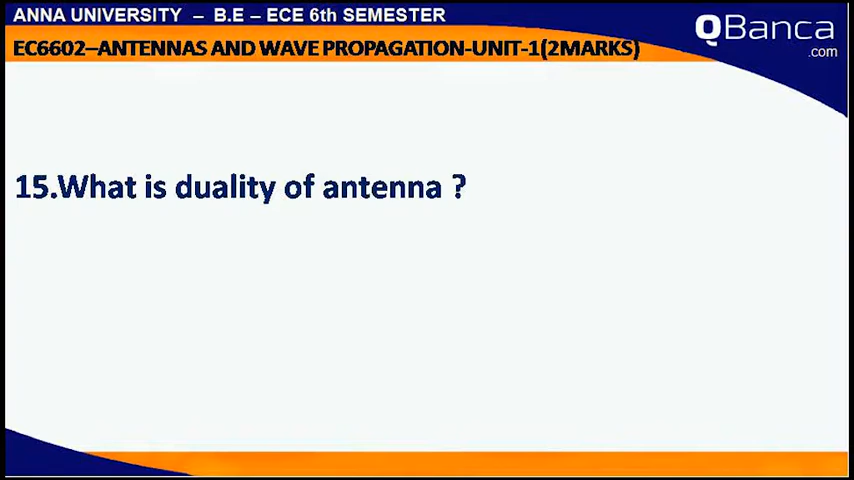 ANNA UNIVERSITY – B.E – ECE 6th SEMESTER
EC6602–ANTENNAS AND WAVE PROPAGATION-UNIT-1(2MARKS)
QBanca
.com
15.What is duality of antenna ?